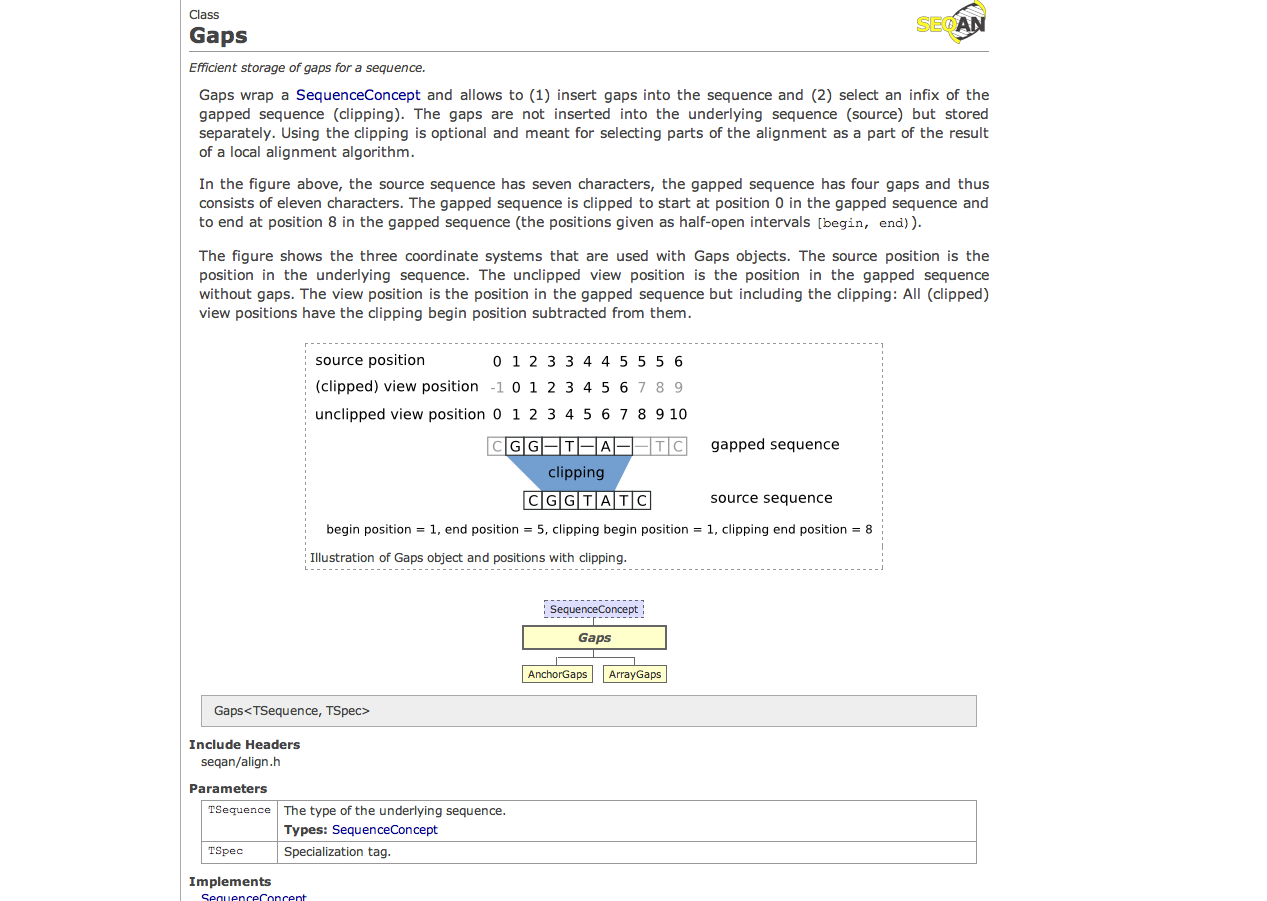 Class
SEQAN
Gaps
Efficient storage of gaps for a sequence.
Gaps wrap a SequenceConcept and allows to (1) insert gaps into the sequence and (2) select an infix of the
gapped sequence (clipping). The gaps are not inserted into the underlying sequence (source) but stored
separately. Using the clipping is optional and meant for selecting parts of the alignment as a part of the result
of a local alignment algorithm.
In the figure above, the source sequence has seven characters, the gapped sequence has four gaps and thus
consists of eleven characters. The gapped sequence is clipped to start at position 0 in the gapped sequence and
to end at position 8 in the gapped sequence (the positions given as half-open intervals [begin, end)).
The figure shows the three coordinate systems that are used with Gaps objects. The source position is the
position in the underlying sequence. The unclipped view position is the position in the gapped sequence
without gaps. The view position is the position in the gapped sequence but including the clipping: All (clipped)
view positions have the clipping begin position subtracted from them.
source position 0 1 2 3 3 4 4 5 5 5 6
(clipped) view position -1 0 1 2 3 4 5 6 7 8 9
unclipped view position 0 1 2 3 4 5 6 7 8 9 10
C G G — T — A — — T C gapped sequence
clipping
C G G T A T C source sequence
begin position = 1, end position = 5, clipping begin position = 1, clipping end position = 8
Illustration of Gaps object and positions with clipping.
SequenceConcept
Gaps
AnchorGaps ArrayGaps
Gaps<TSequence, TSpec>
Include Headers
seqan/align.h
Parameters
TSequence The type of the underlying sequence.
Types: SequenceConcept
TSpec Specialization tag.
Implements
SequenceConcept